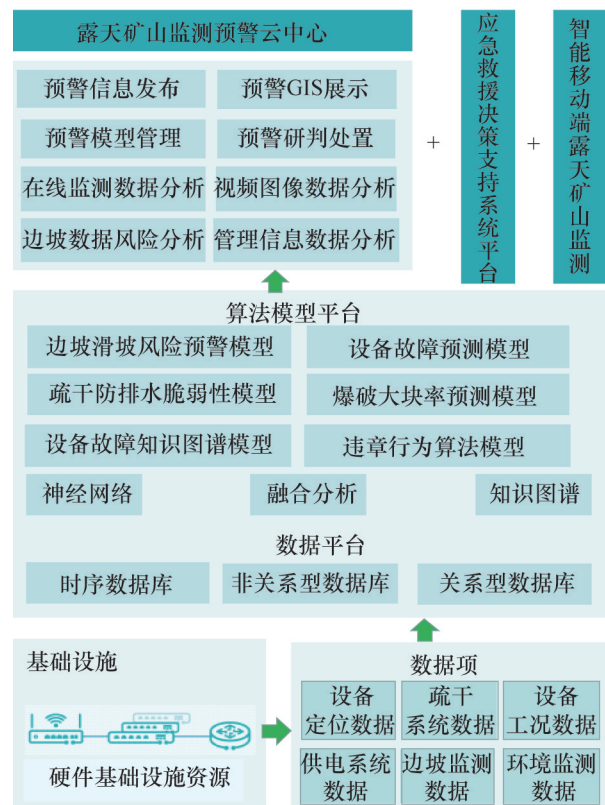 露天矿山监测预警云中心
预警信息发布
预警GIS展示
预警模型管理
预警研判处置
在线监测数据分析
视频图像数据分析
边坡数据风险分析
管理信息数据分析
+
应急救援决策支持系统平台
+
智能移动端露天矿山监测
算法模型平台
边坡滑坡风险预警模型
设备故障预测模型
疏干防排水脆弱性模型
爆破大块率预测模型
设备故障知识图谱模型
违章行为算法模型
神经网络
融合分析
知识图谱
数据平台
时序数据库
非关系型数据库
关系型数据库
基础设施
硬件基础设施资源
数据项
设备
定位数据
疏干
系统数据
设备
工况数据
供电系统
数据
边坡监测
数据
环境监测
数据